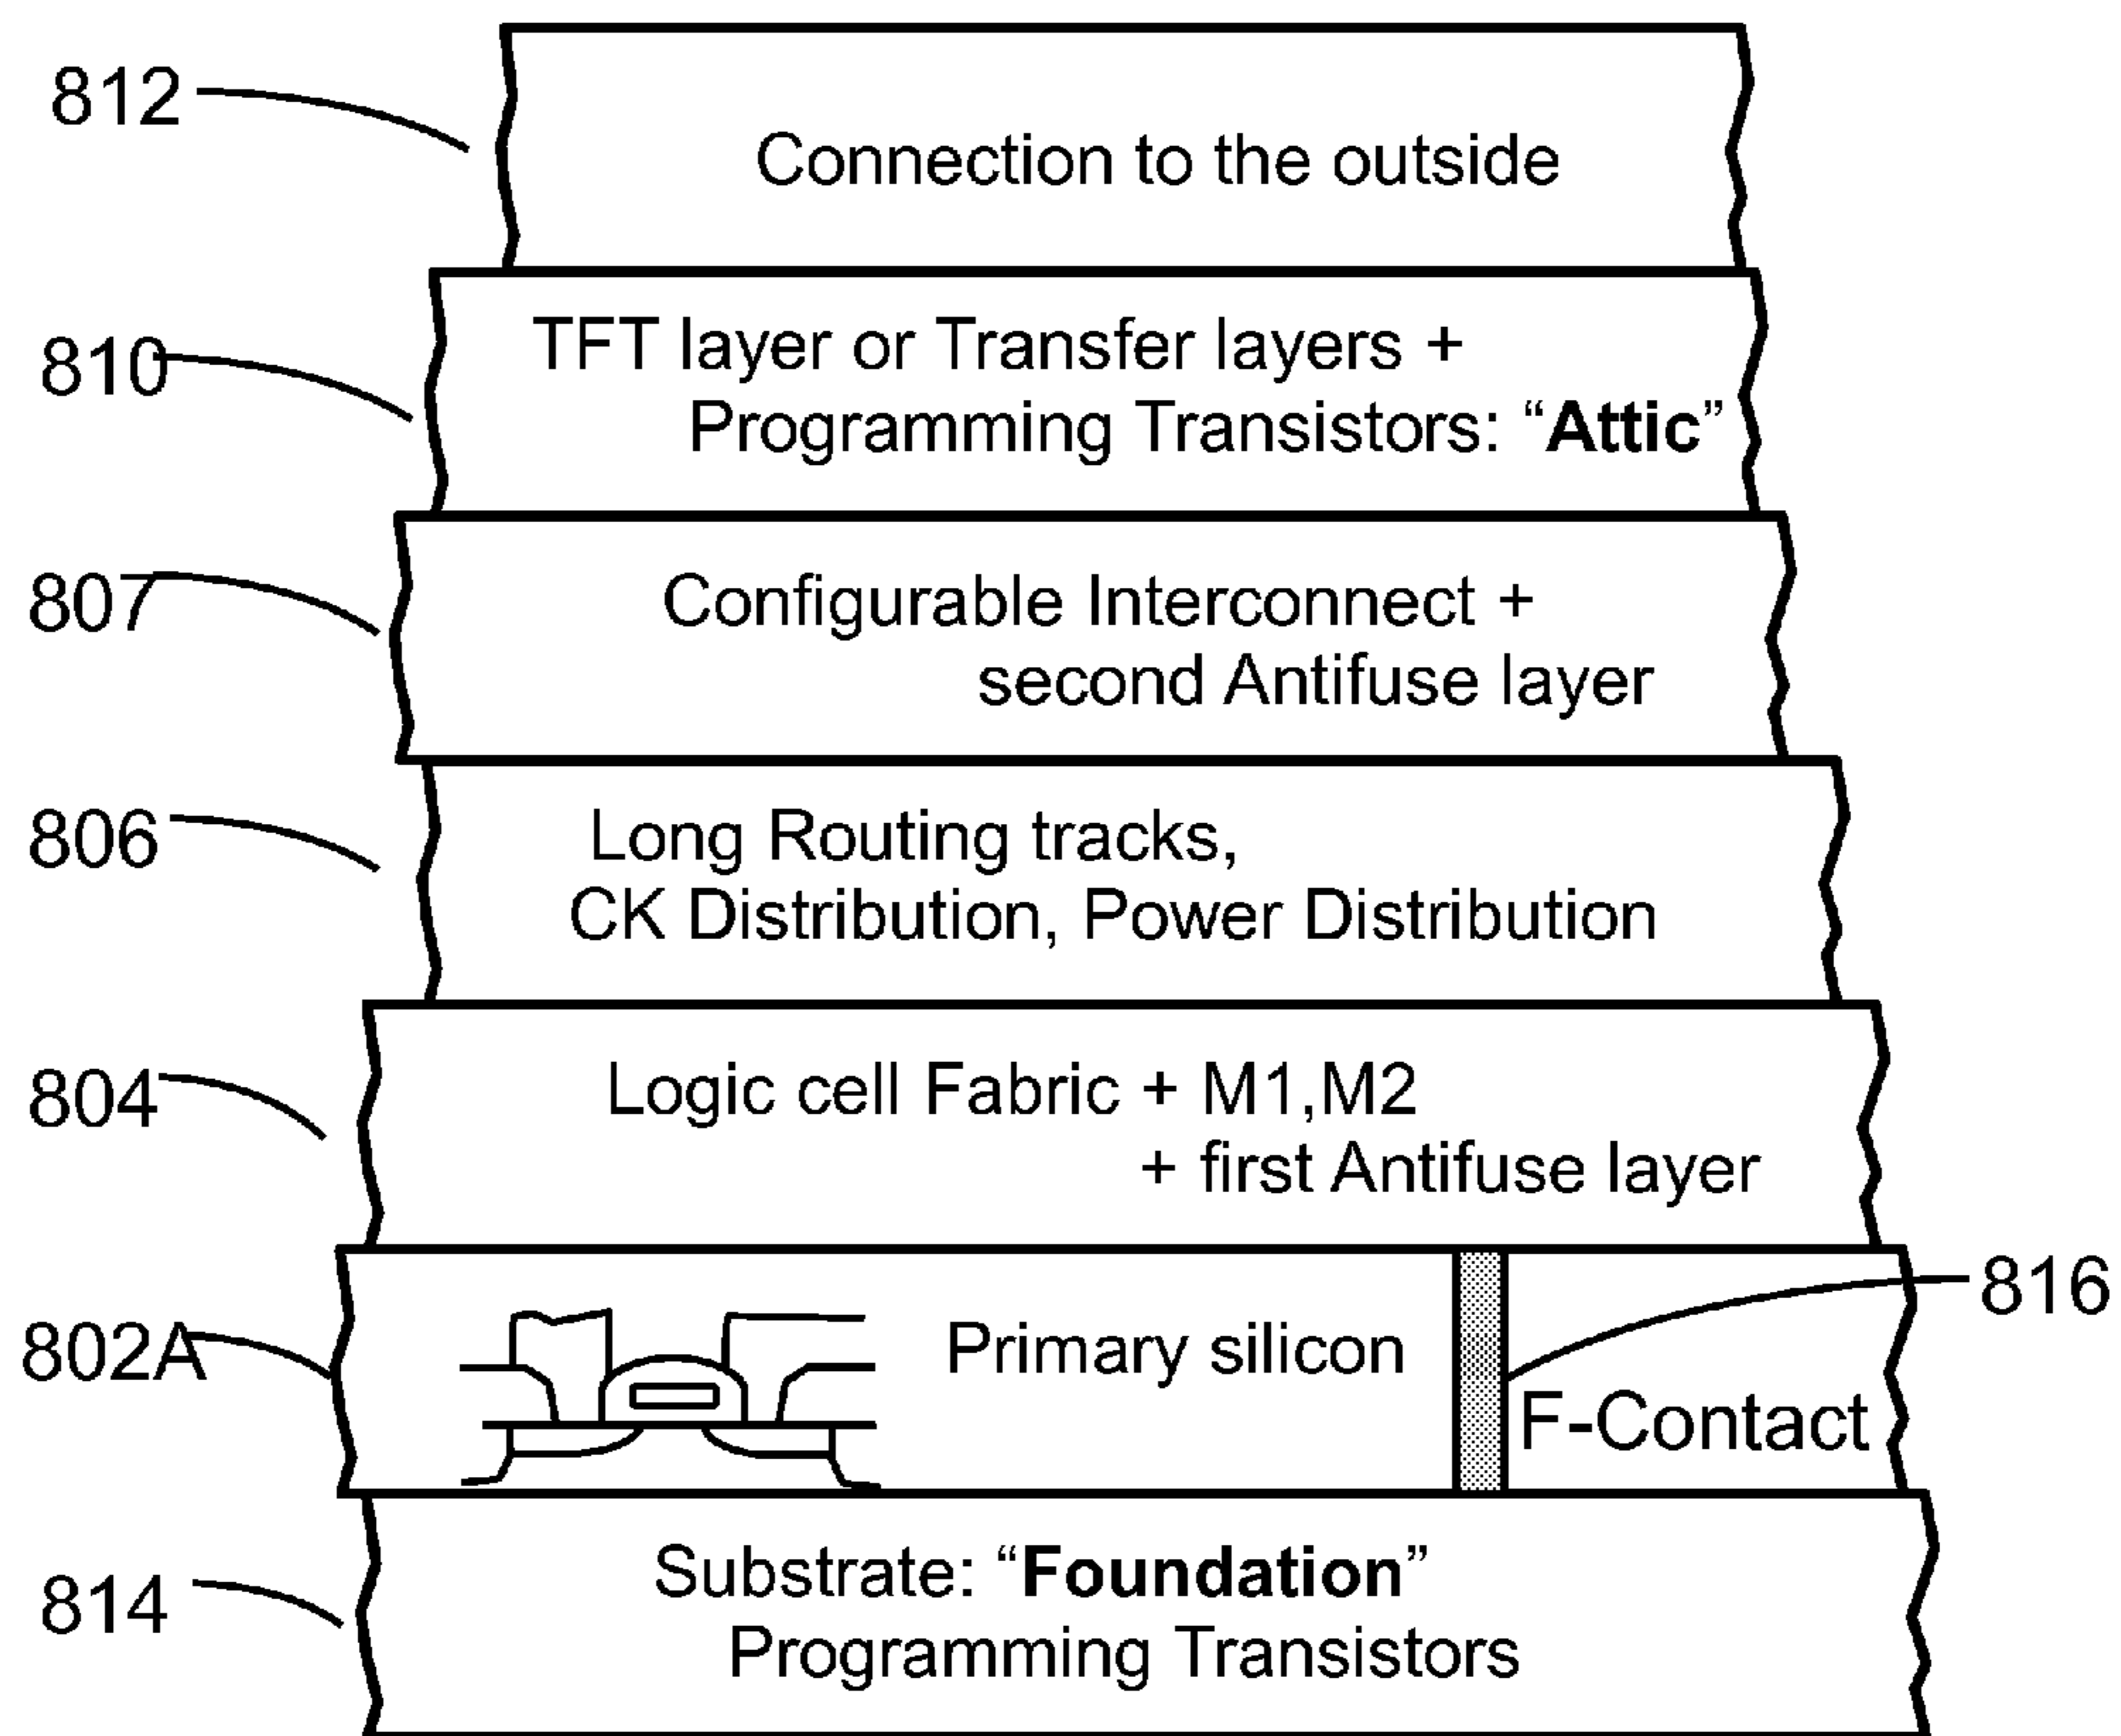 812
Connection to the outside
810
TFT layer or Transfer layers +
Programming Transistors: “Attic”
807
Configurable Interconnect +
second Antifuse layer
806
Long Routing tracks,
CK Distribution, Power Distribution
804
Logic cell Fabric + M1,M2
+ first Antifuse layer
802A
Primary silicon
816
F-Contact
814
Substrate: “Foundation”
Programming Transistors